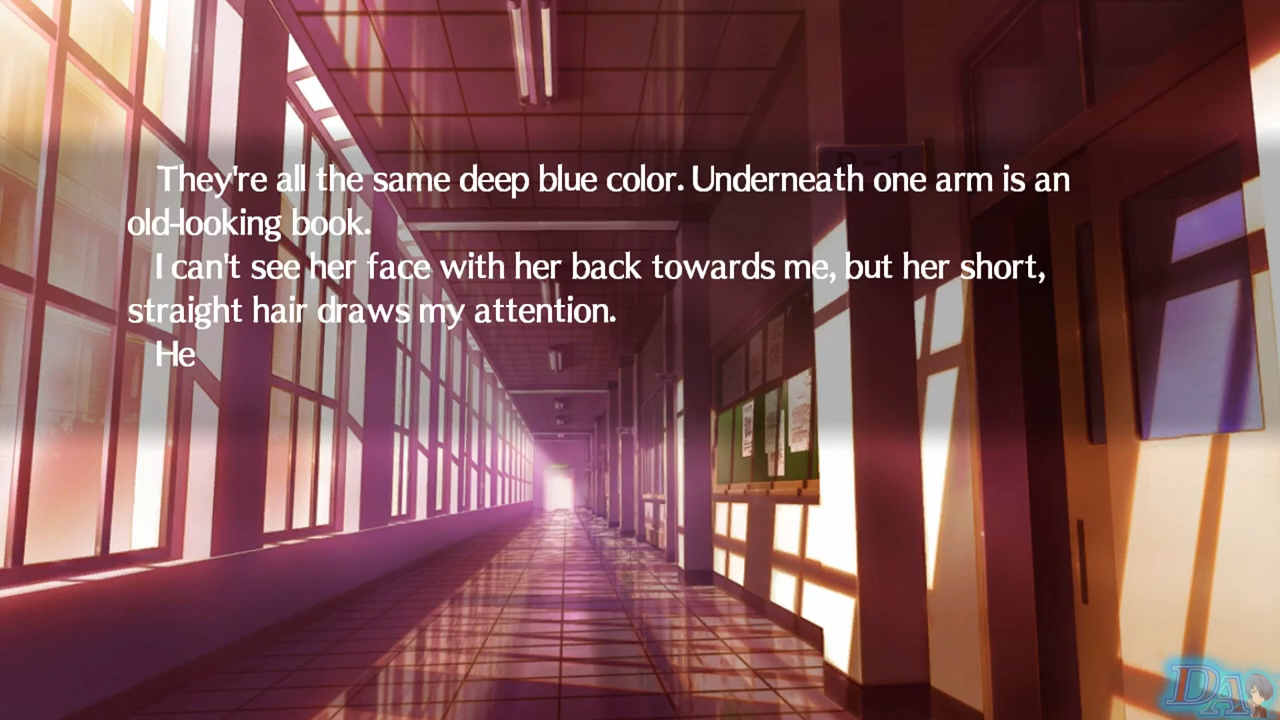 They're all the same deep blue color. Underneath one arm is an
old-looking book.
I can't see her face with her back towards me, but her short,
straight hair draws my attention.
He
DA